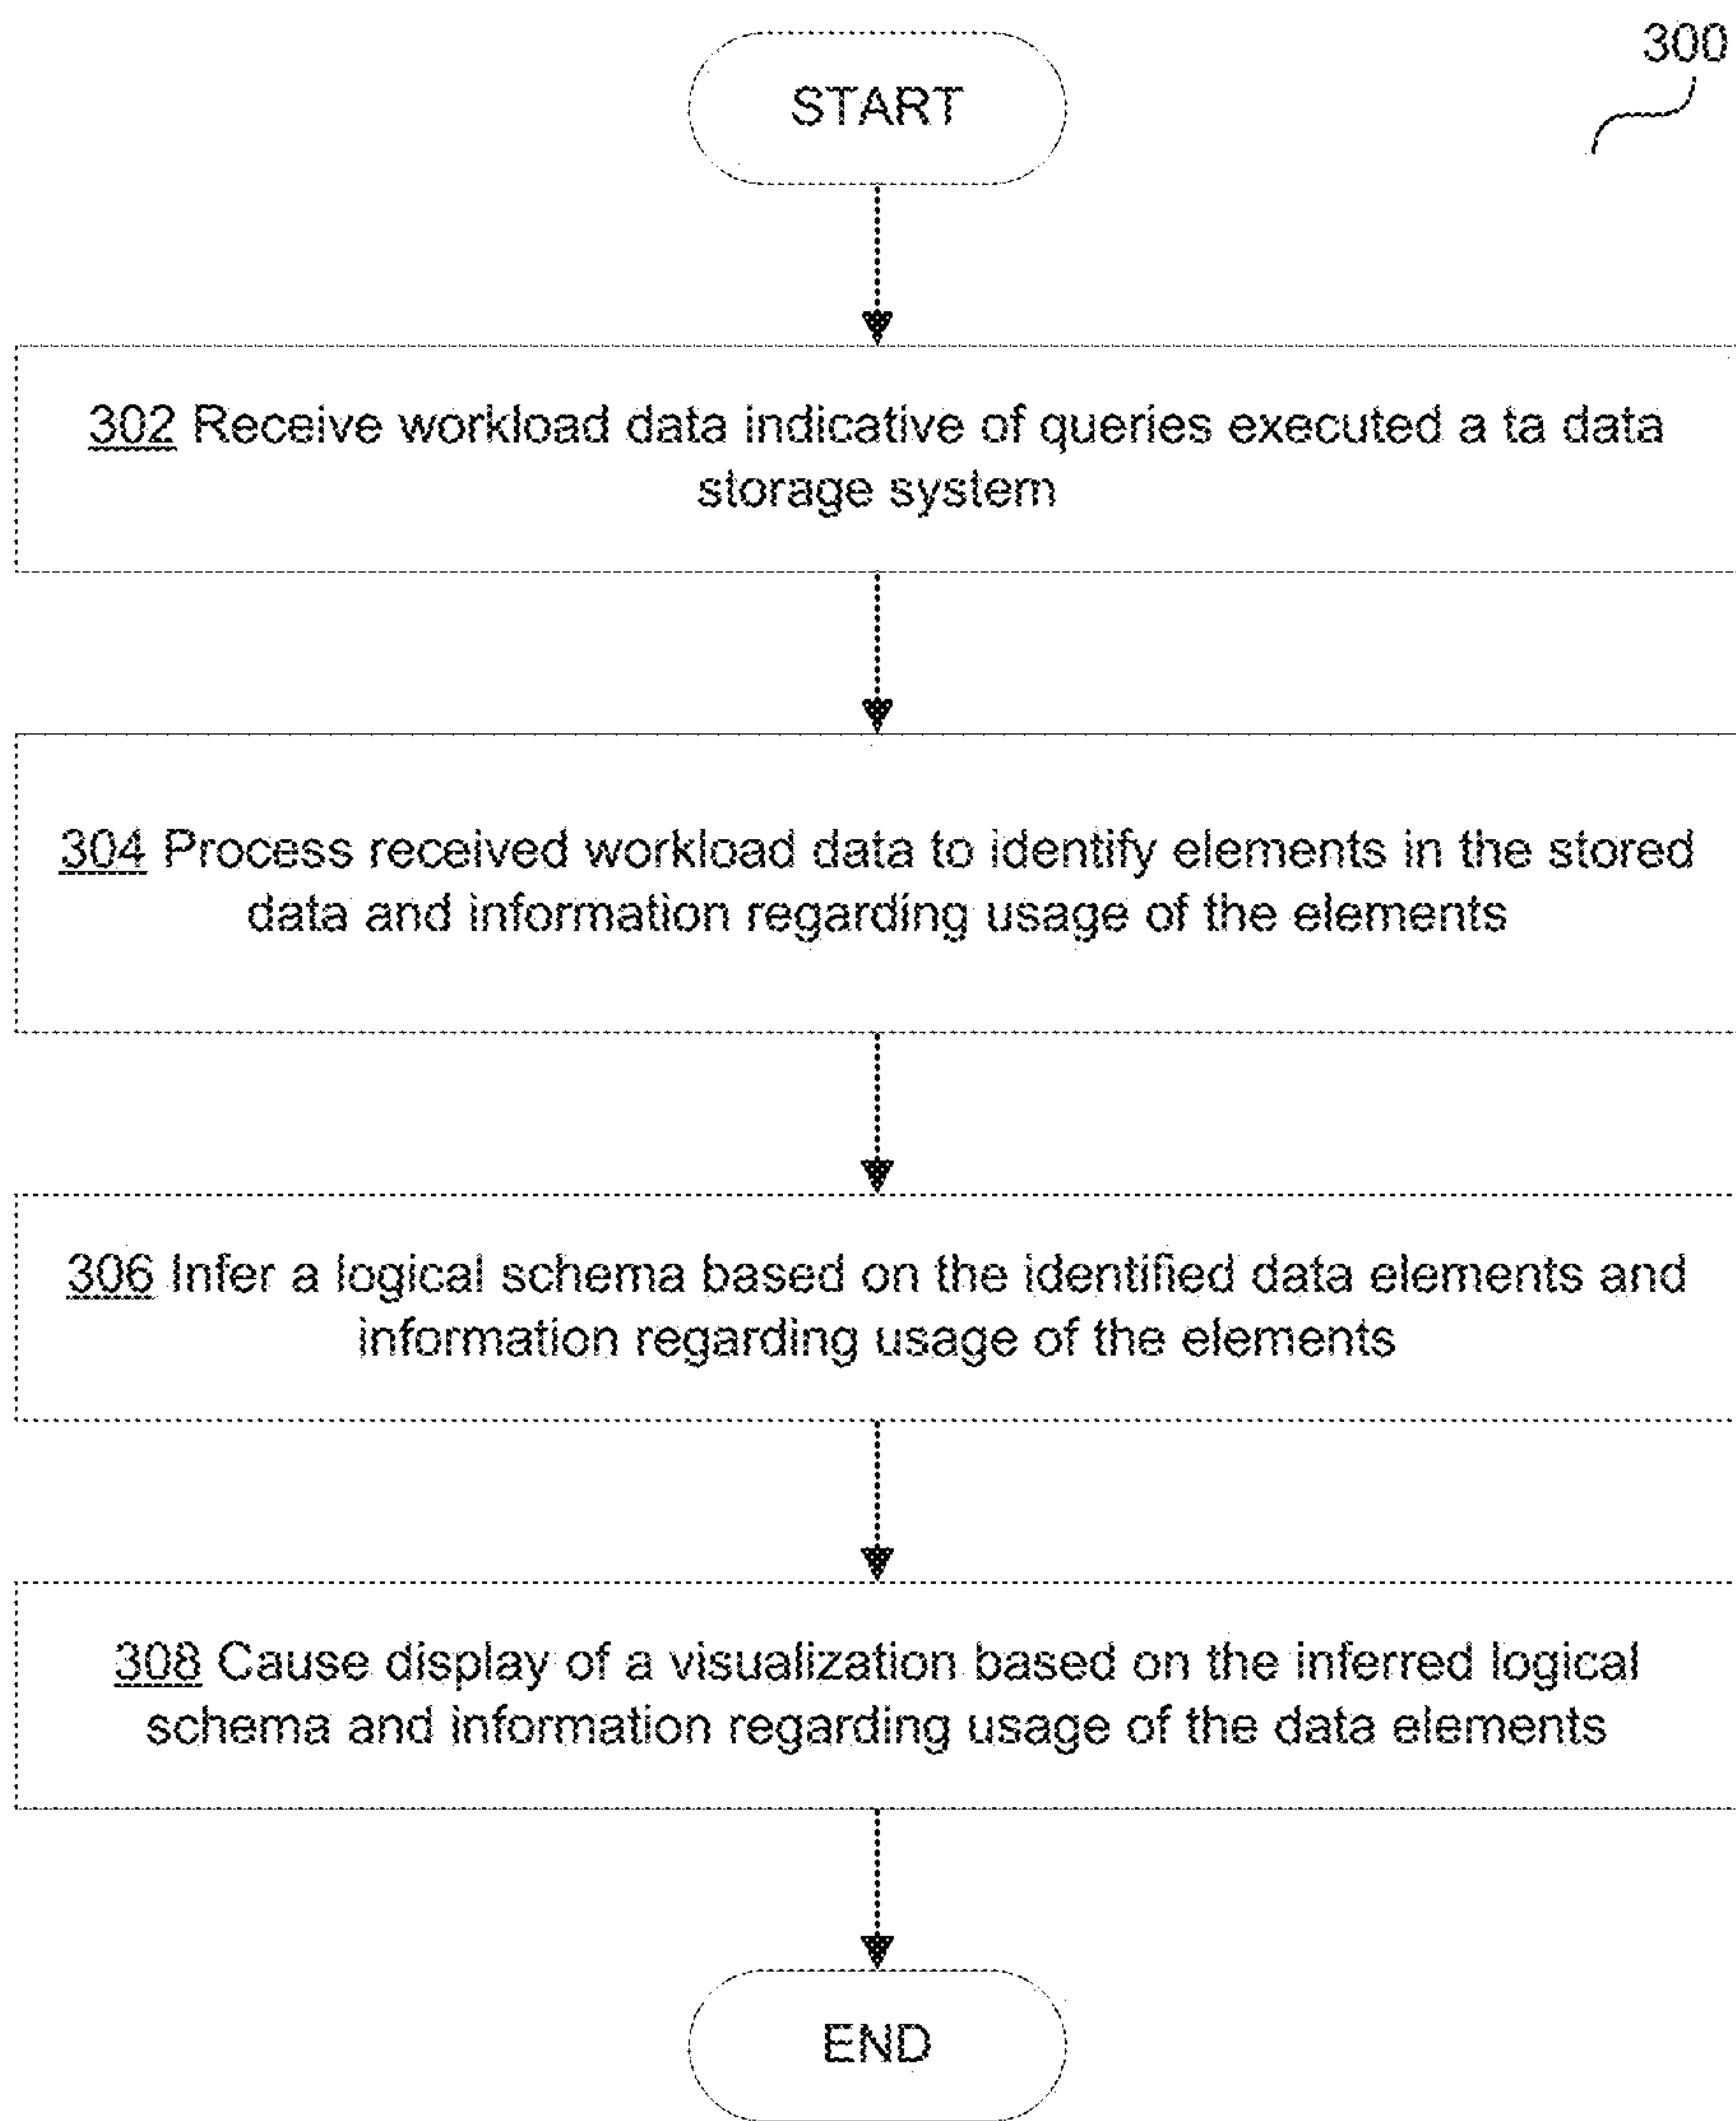 300
START
302 Receive workload data indicative of queries executed a ta data
storage system
304 Process received workload data to identify elements in the stored
data and information regarding usage of the elements
306 Infer a logical schema based on the identified data elements and
information regarding usage of the elements
308 Cause display of a visualization based on the inferred logical
schema and information regarding usage of the data elements
END